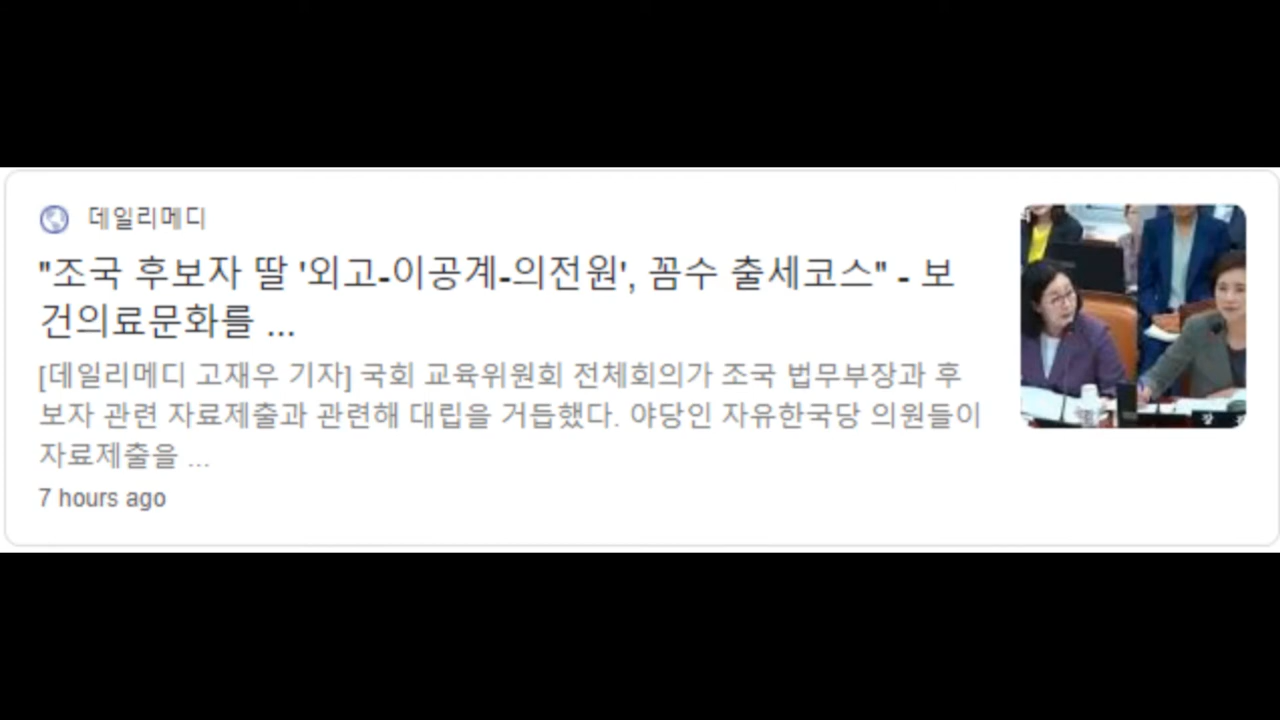 데일리메디
"조국 후보자 딸 '외고-이공계-의전원', 꼼수 출세코스" - 보
건의료문화를 ...
[데일리메디 고재우 기자] 국회 교육위원회 전체회의가 조국 법무부장과 후
보자 관련 자료제출과 관련해 대립을 거듭했다. 야당인 자유한국당 의원들이
자료제출을 ...
7 hours ago